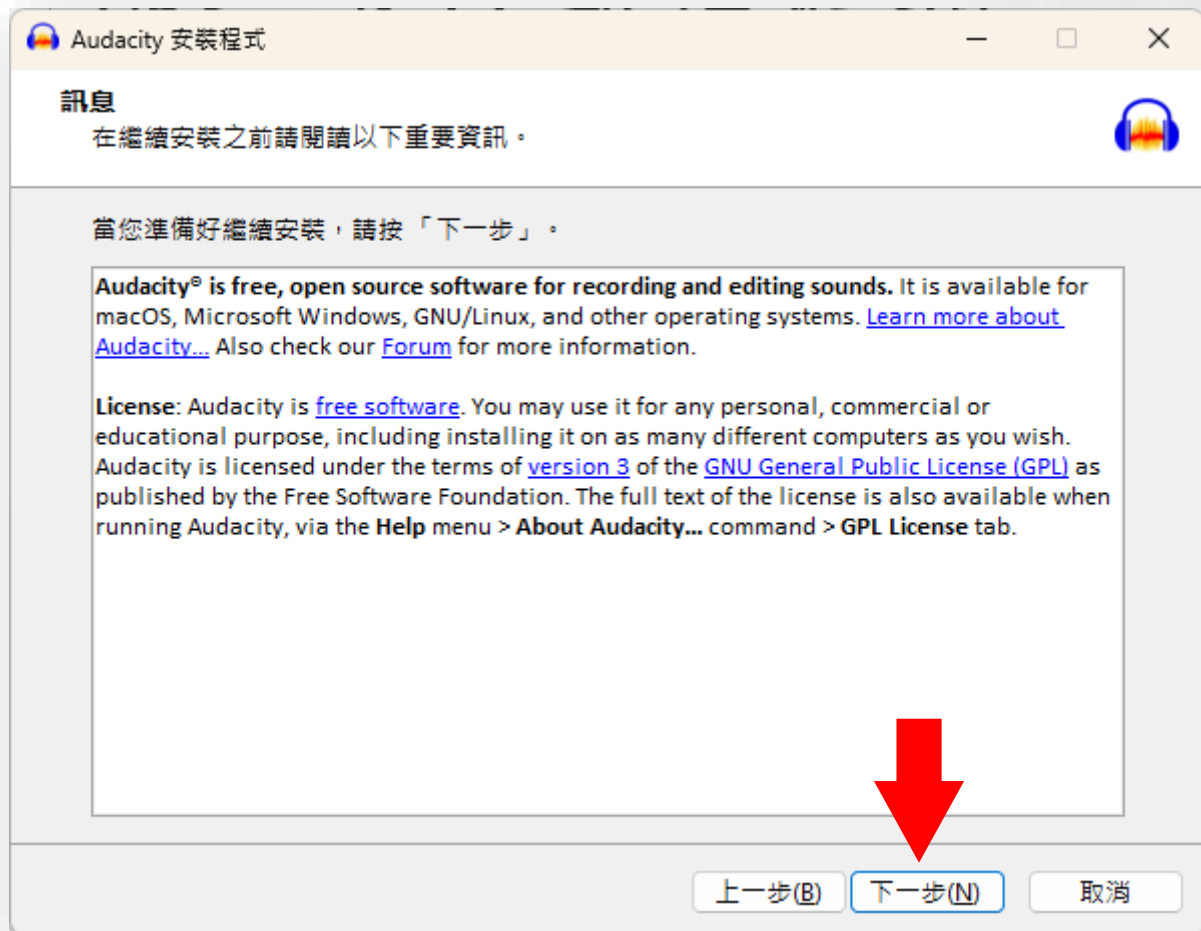 Audacity 安裝程式
訊息
在繼續安裝之前請閱讀以下重要資訊。
當您準備好繼續安裝，請按「下一步」。
Audacity® is free, open source software for recording and editing sounds. It is available for
macOS, Microsoft Windows, GNU/Linux, and other operating systems. Learn more about
Audacity... Also check our Forum for more information.
License: Audacity is free software. You may use it for any personal, commercial or
educational purpose, including installing it on as many different computers as you wish.
Audacity is licensed under the terms of version 3 of the GNU General Public License (GPL) as
published by the Free Software Foundation. The full text of the license is also available when
running Audacity, via the Help menu > About Audacity... command > GPL License tab.
上一步(B) 下一步(N) 取消